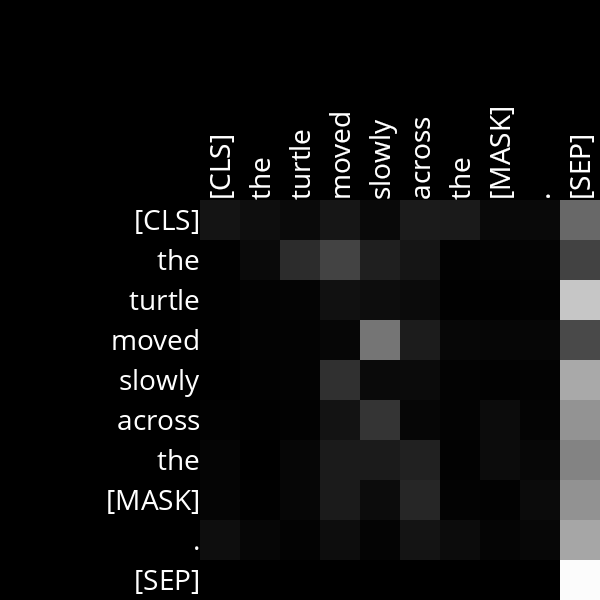 [CLS] the turtle moved slowly across the [MASK] . [SEP]
[CLS]
the
turtle
moved
slowly
across
the
[MASK]
.
[SEP]